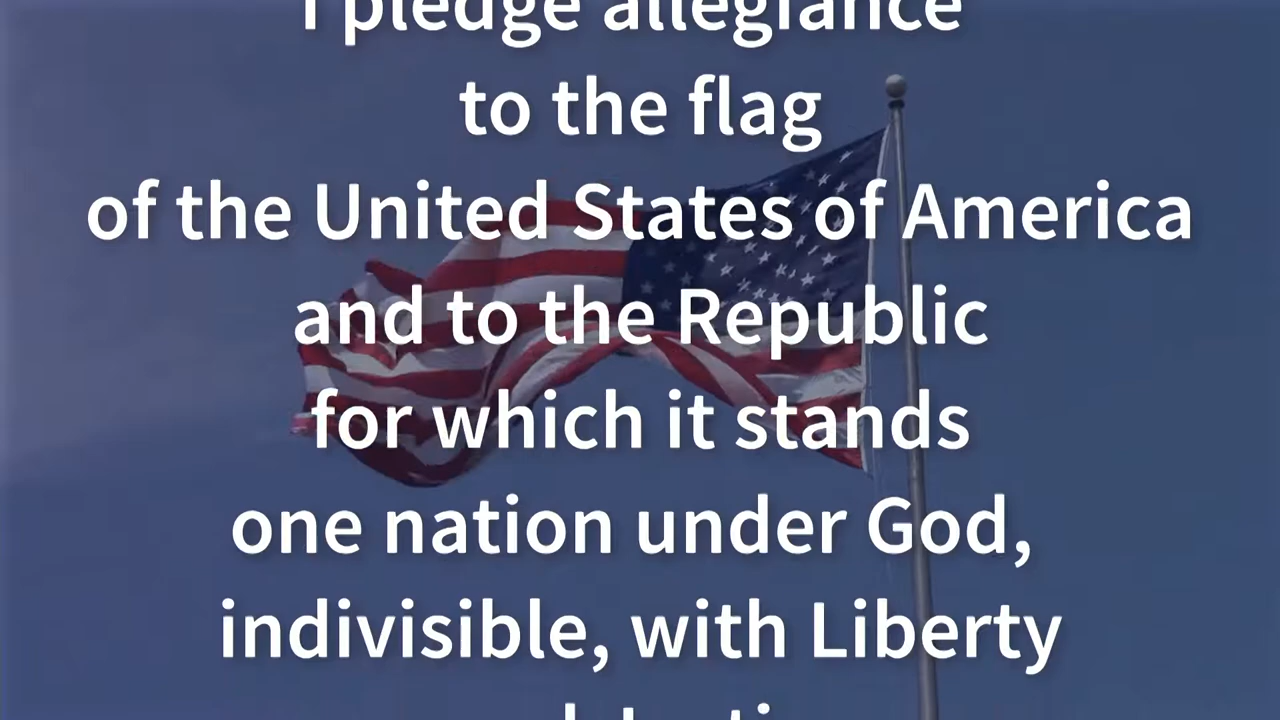 I pledge allegiance
to the flag
of the United States of America
and to the Republic
for which it stands
one nation under God,
indivisible, with Liberty